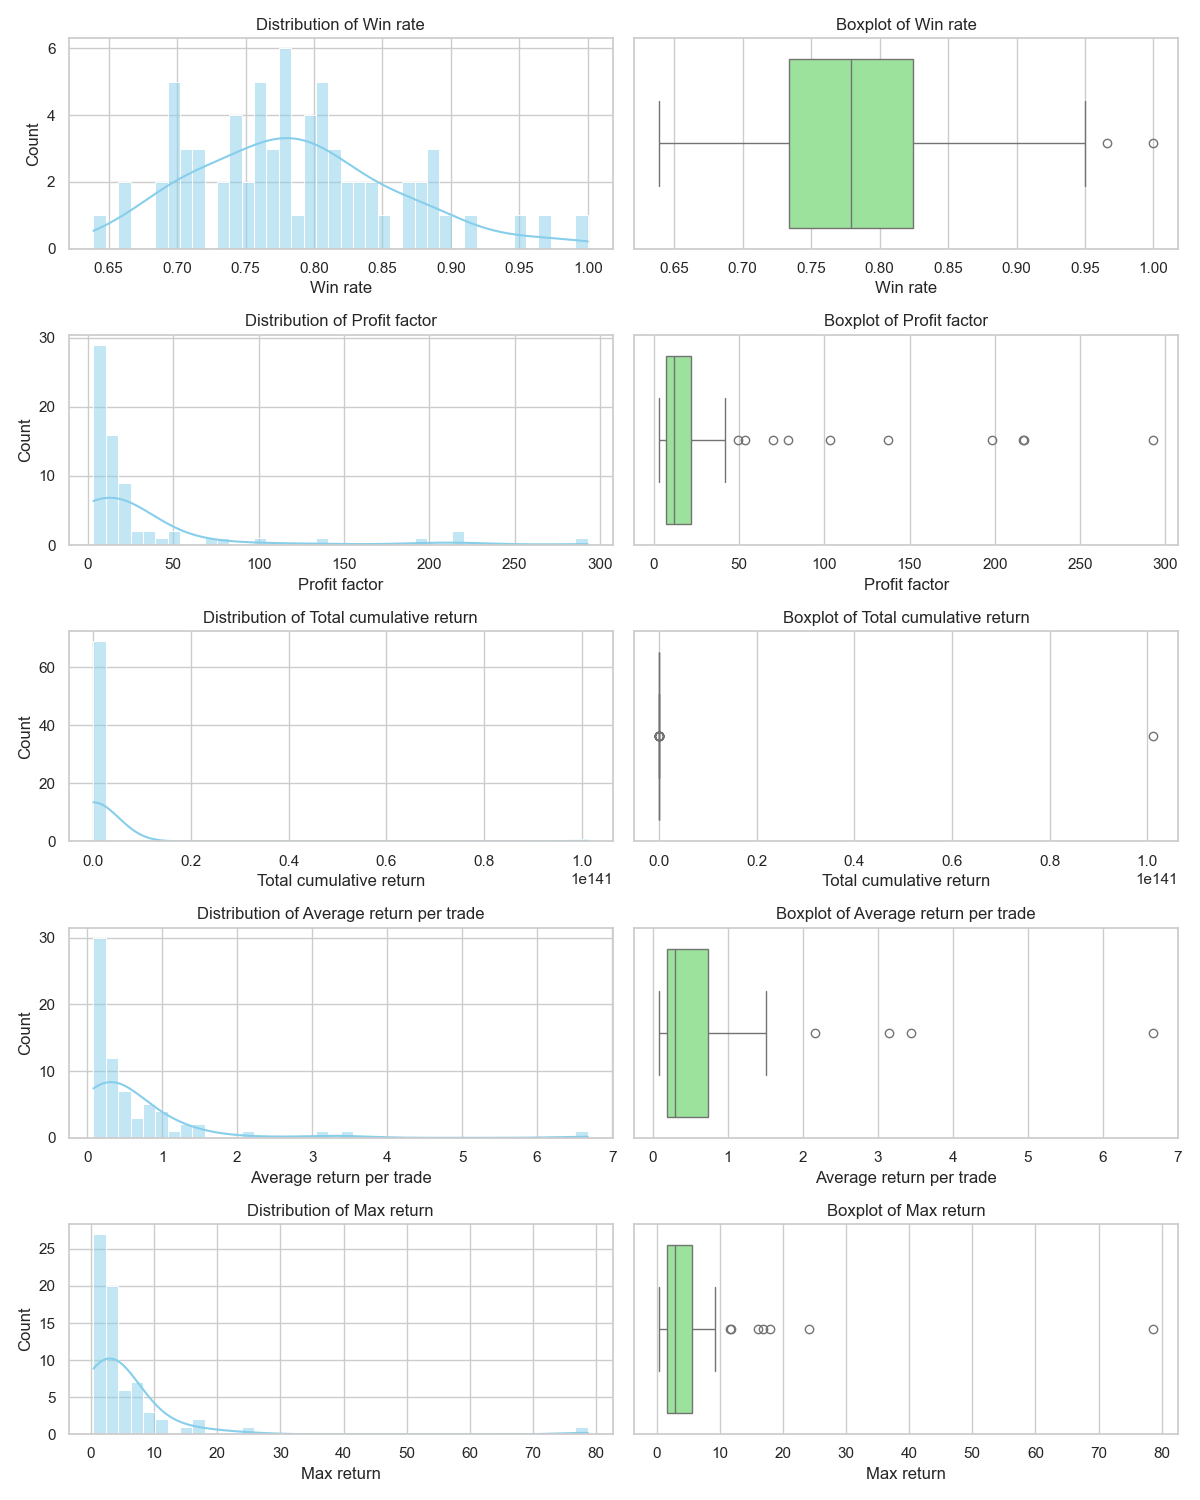 Distribution of Win rate
Boxplot of Win rate
6
4
2
0
Count
0.65 0.70 0.75 0.80 0.85 0.90 0.95 1.00
Win rate
0.65 0.70 0.75 0.80 0.85 0.90 0.95 1.00
Win rate
Distribution of Profit factor
Boxplot of Profit factor
30
20
10
0
Count
0 50 100 150 200 250 300
Profit factor
0 50 100 150 200 250 300
Profit factor
Distribution of Total cumulative return
Boxplot of Total cumulative return
60
40
20
0
Count
0.0 0.2 0.4 0.6 0.8 1.0
1e141
Total cumulative return
0.0 0.2 0.4 0.6 0.8 1.0
1e141
Total cumulative return
Distribution of Average return per trade
Boxplot of Average return per trade
30
20
10
0
Count
0 1 2 3 4 5 6 7
Average return per trade
0 1 2 3 4 5 6 7
Average return per trade
Distribution of Max return
Boxplot of Max return
25
20
15
10
5
0
Count
0 10 20 30 40 50 60 70 80
Max return
0 10 20 30 40 50 60 70 80
Max return